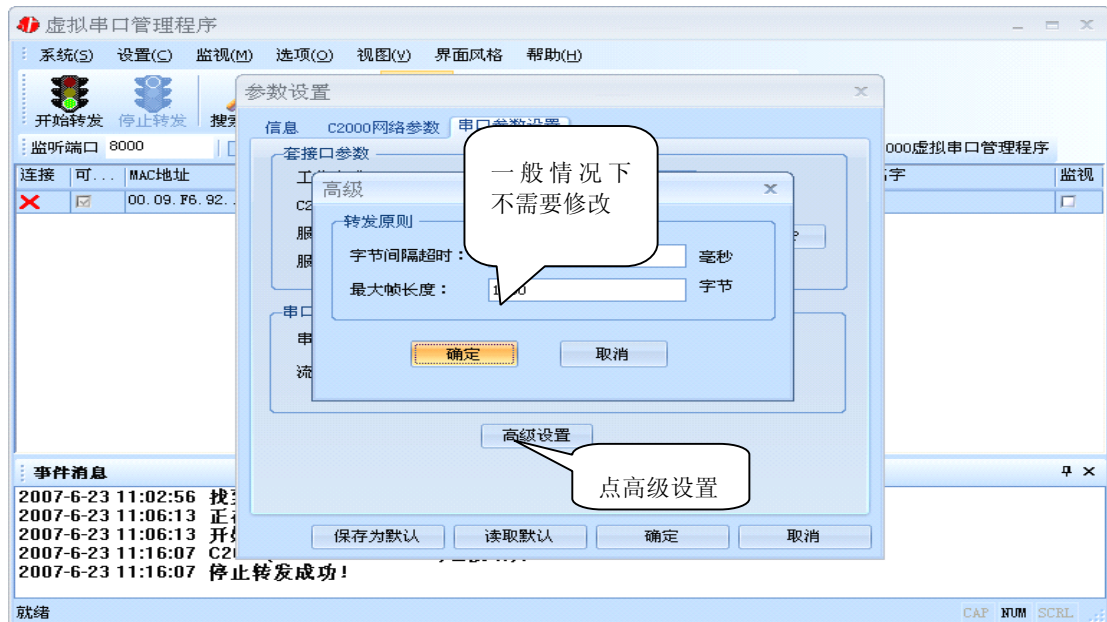 虚拟串口管理程序
系统(S) 设置(C) 监视(M) 选项(O) 视图(V) 界面风格 帮助(H)
开始转发 停止转发
监听端口 8000
000虚拟串口管理程序
连接 可... MAC地址
监视
00.09.F6.92.
参数设置
信息 C2000网络参数 串口参数设置
套接口参数
高级
转发原则
字节间隔超时：
毫秒
最大帧长度：
字节
确定 取消
一般情况下
不需要修改
高级设置
点高级设置
保存为默认 读取默认 确定 取消
事件消息
2007-6-23 11:02:56
2007-6-23 11:06:13
2007-6-23 11:06:13
2007-6-23 11:16:07
2007-6-23 11:16:07 停止转发成功!
就绪
CAP NUM SCRL